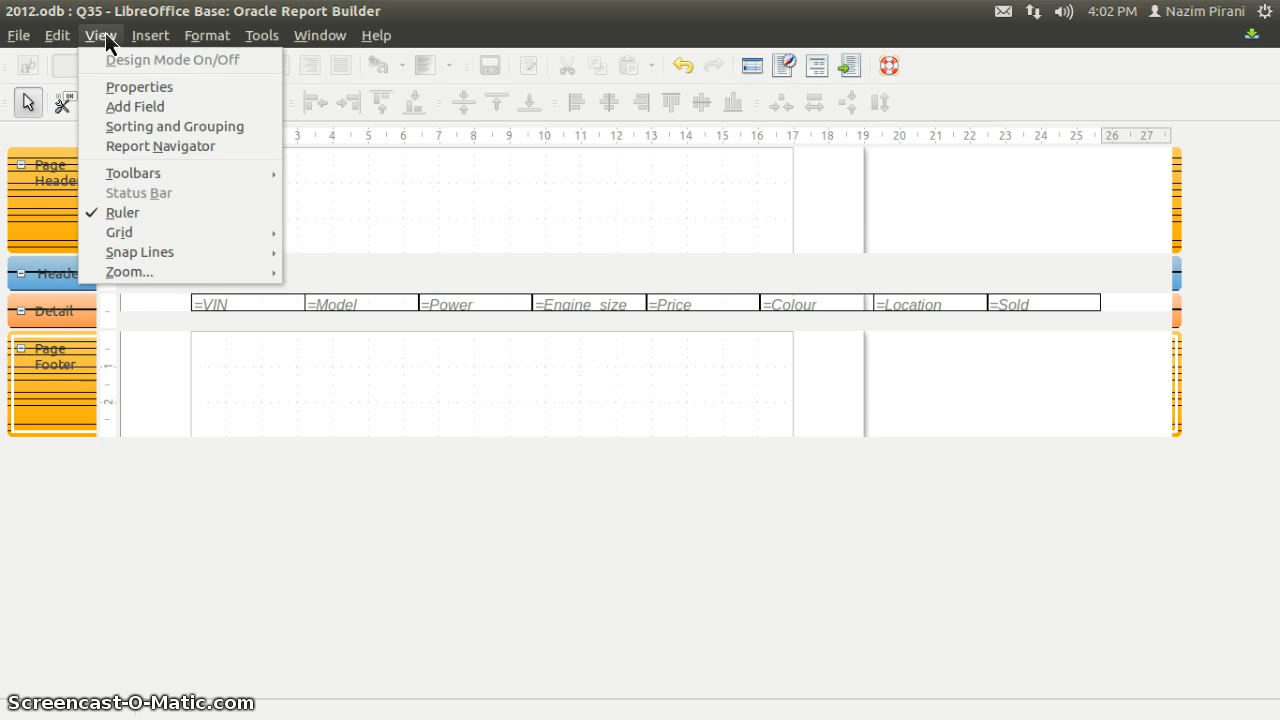 2012.odb : Q35 - LibreOffice Base: Oracle Report Builder
4:02 PM
Nazim Pirani
File Edit View Insert Format Tools Window Help
Design Mode On/Off
Properties
Add Field
Sorting and Grouping
Report Navigator
Toolbars
Status Bar
Ruler
Grid
Snap Lines
Zoom...
3 4 5 6 7 8 9 10 11 12 13 14 15 16 17 18 19 20 21 22 23 24 25 26 27
Page
Header
Heade
Detail
=VIN =Model =Power =Engine_size =Price =Colour =Location =Sold
Page
Footer
1
2
Screencast-O-Matic.com